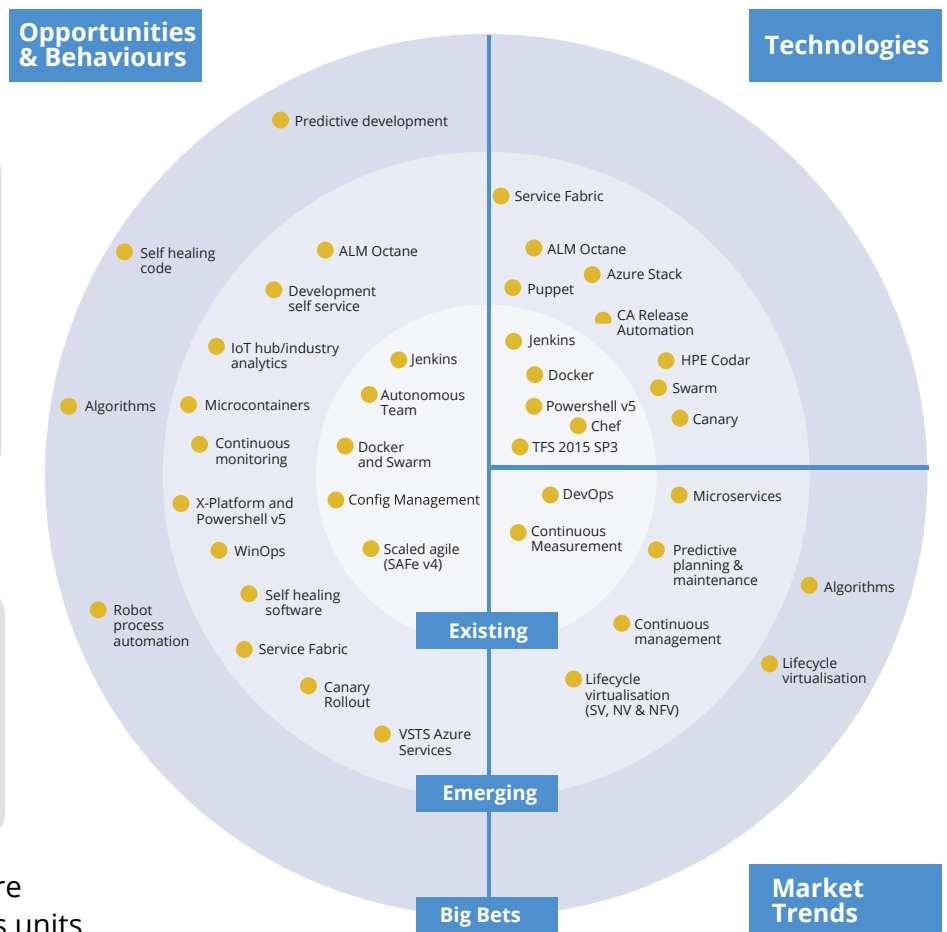 Opportunities
& Behaviours
Technologies
Predictive development
Self healing
code
ALM Octane
Development
self service
IoT hub/industry
analytics
Algorithms
Microcontainers
Continuous
monitoring
X-Platform and
Powershell v5
WinOps
Self healing
software
Robot
process
automation
Service Fabric
Canary
Rollout
VSTS Azure
Services
Jenkins
Autonomous
Team
Docker
and Swarm
Config Management
Scaled agile
(SAFe v4)
Service Fabric
ALM Octane
Azure Stack
Puppet
CA Release
Automation
Jenkins
HPE Codar
Docker
Swarm
Powershell v5
Canary
Chef
TFS 2015 SP3
DevOps
Microservices
Continuous
Measurement
Predictive
planning &
maintenance
Algorithms
Continuous
management
Lifecycle
virtualisation
Lifecycle
virtualisation
(SV, NV & NFV)
Existing
Emerging
Big Bets
Market
Trends
re
s units